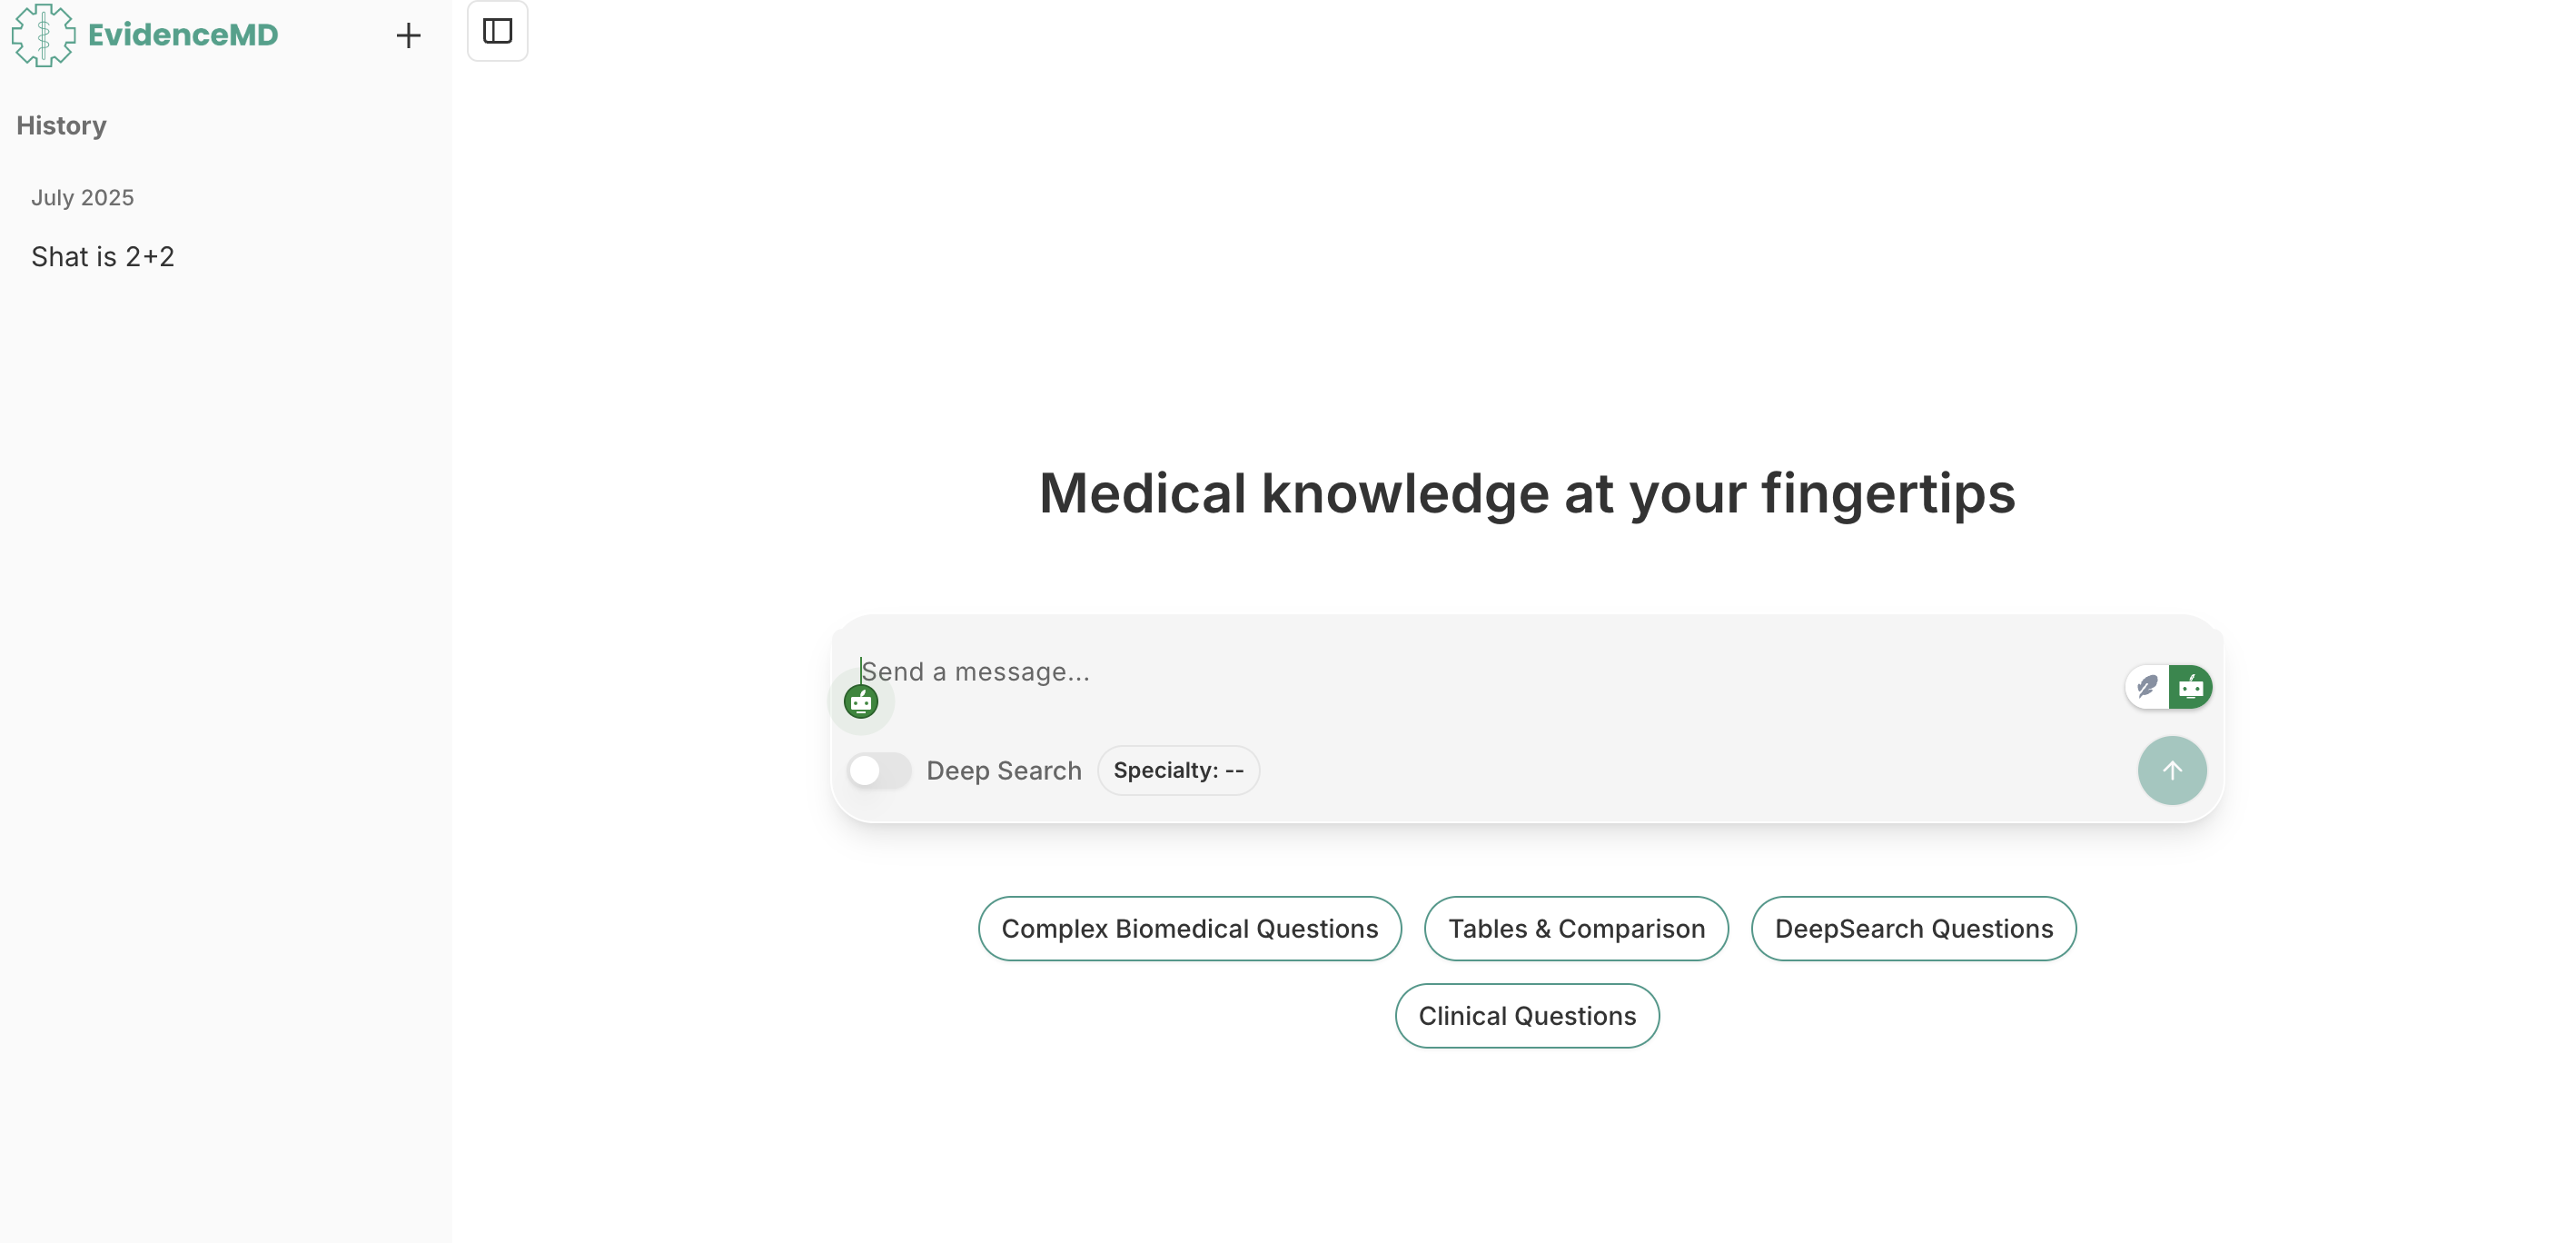 EvidenceMD
History
July 2025
Shat is 2+2
Medical knowledge at your fingertips
Send a message...
Deep Search
Specialty: --
Complex Biomedical Questions
Tables & Comparison
DeepSearch Questions
Clinical Questions